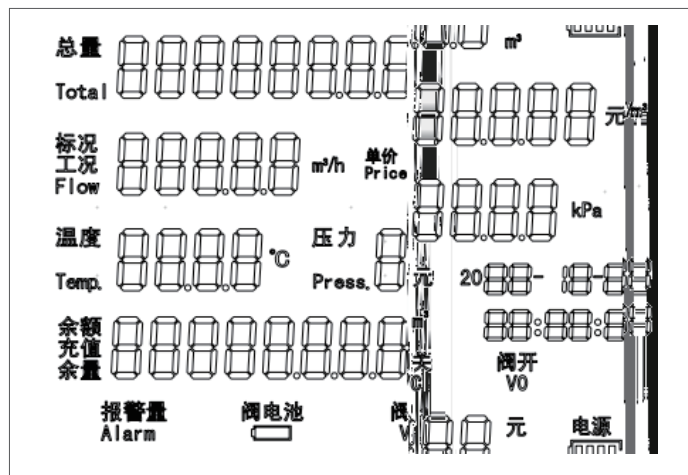 总量
Total
m³
标况
工况
Flow
m³/h
单价
Price
温度
Temp.
℃
压力
Press.
kPa
20
余额
充值
余量
报警量
Alarm
阀电池
阀开
VO
元
电源